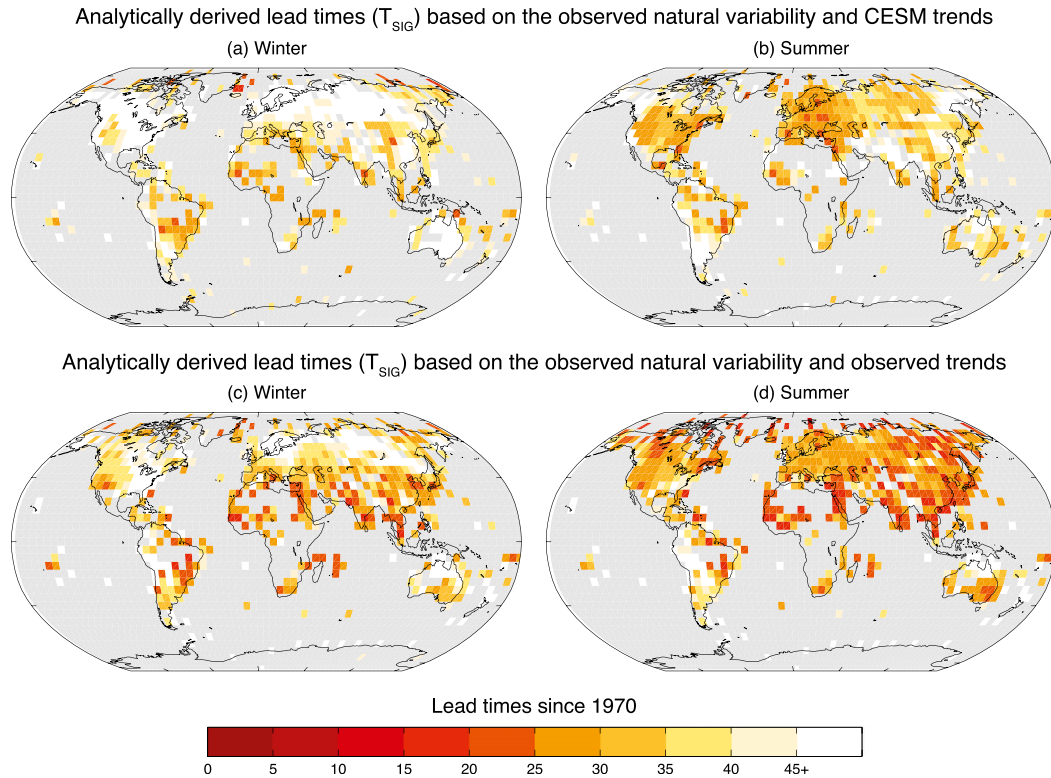 Analytically derived lead times (TSIG) based on the observed natural variability and CESM trends
(a) Winter
(b) Summer
Analytically derived lead times (TSIG) based on the observed natural variability and observed trends
(c) Winter
(d) Summer
Lead times since 1970
0 5 10 15 20 25 30 35 40 45+